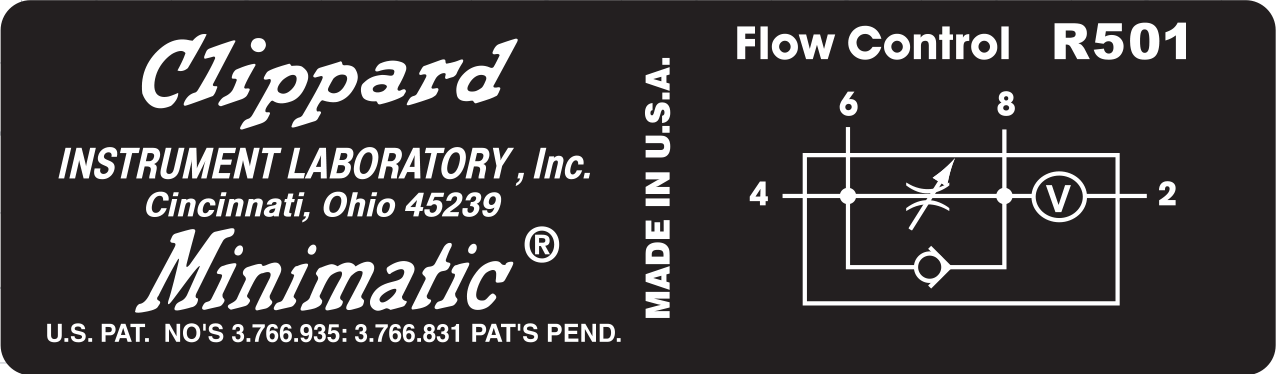 Clippard
INSTRUMENT LABORATORY , Inc.
Cincinnati, Ohio 45239
Minimatic ®
U.S. PAT. NO'S 3.766.935: 3.766.831 PAT'S PEND.
MADE IN U.S.A.
Flow Control R501
6 8
4 V 2